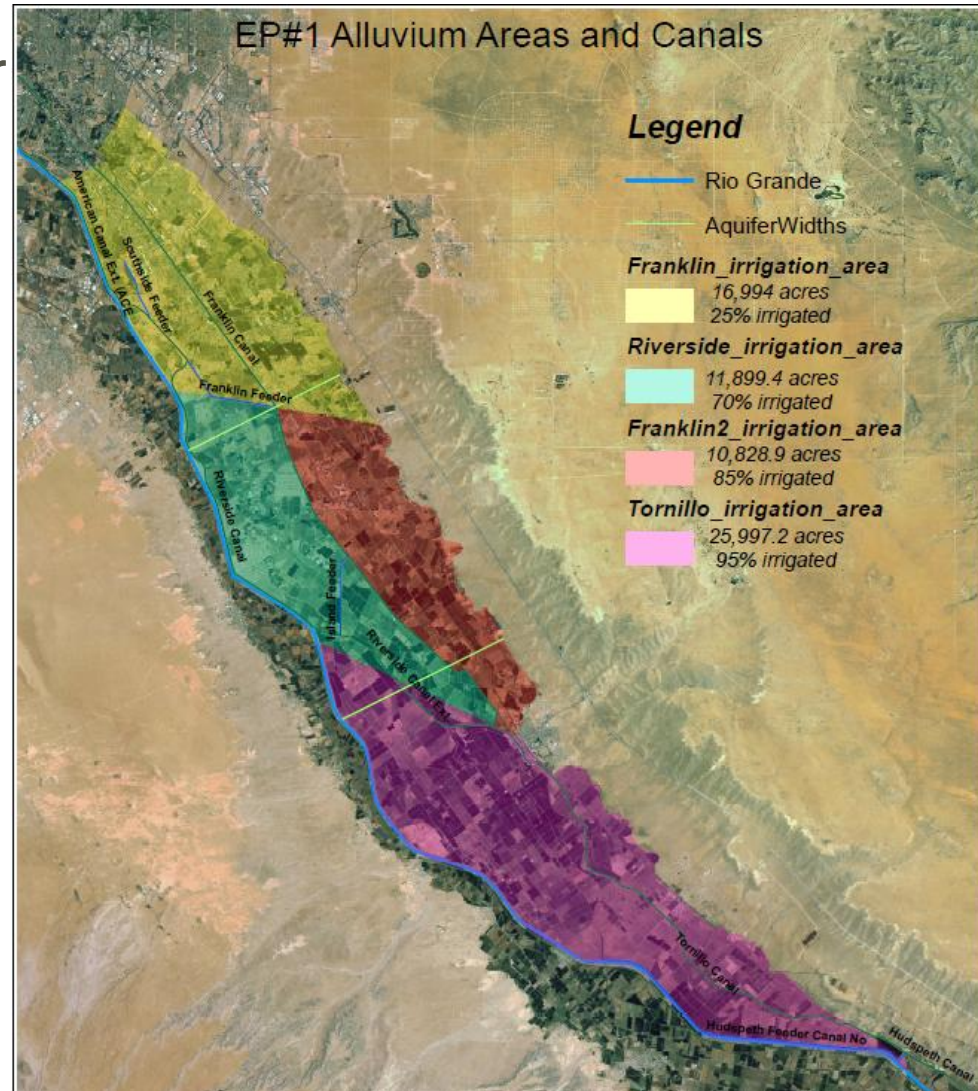 EP#1 Alluvium Areas and Canals
Legend
Rio Grande
AquiferWidths
Franklin_irrigation_area
16,994 acres
25% irrigated
Riverside_irrigation_area
11,899.4 acres
70% irrigated
Franklin2_irrigation_area
10,828.9 acres
85% irrigated
Tornillo_irrigation_area
25,997.2 acres
95% irrigated
American Canal Ext. (ACE
Southside Feeder
Franklin Canal
Franklin Feeder
Riverside Canal
Island Feeder
Riverside Canal Ext.
Tornillo Canal
Hudspeth Feeder Canal No
Hudspeth Canal